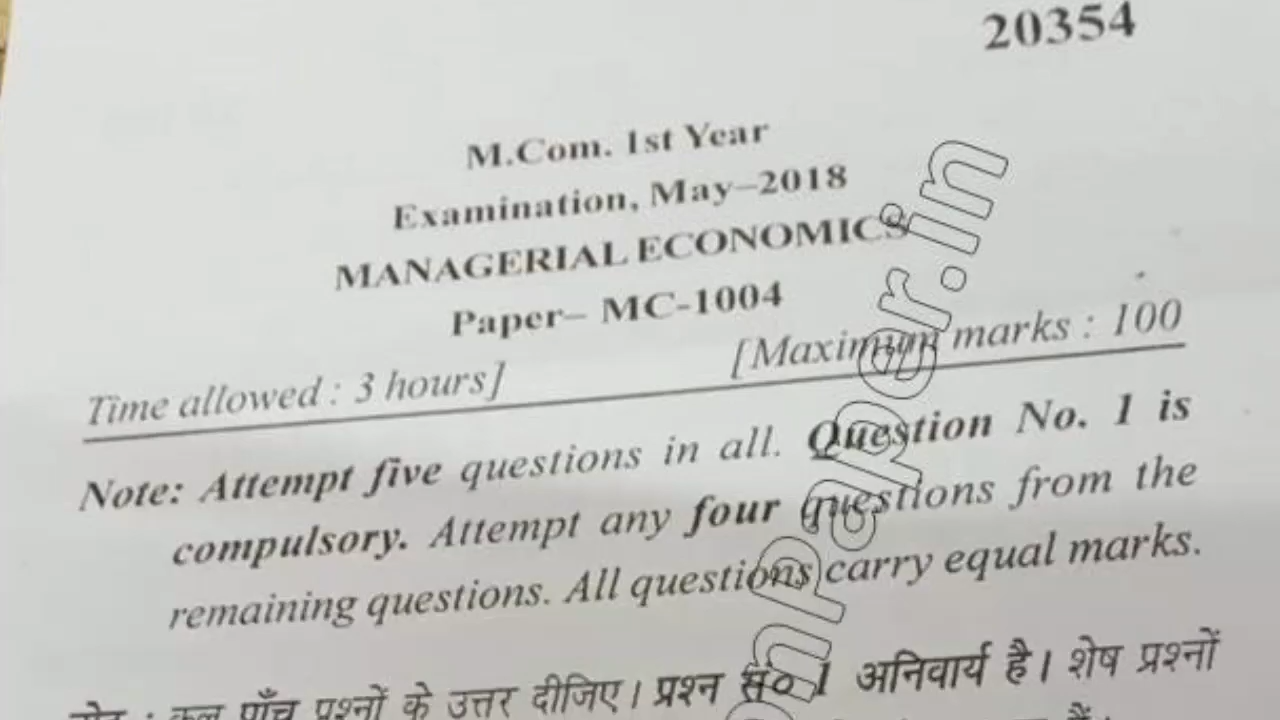 20354
M.Com. 1st Year
Examination, May–2018
MANAGERIAL ECONOMICS
Paper– MC-1004
Time allowed : 3 hours] [Maximum marks : 100
Note: Attempt five questions in all. Question No. 1 is
compulsory. Attempt any four questions from the
remaining questions. All questions carry equal marks.
नोट : कुल पाँच प्रश्नों के उत्तर दीजिए। प्रश्न सं० 1 अनिवार्य है। शेष प्रश्नों